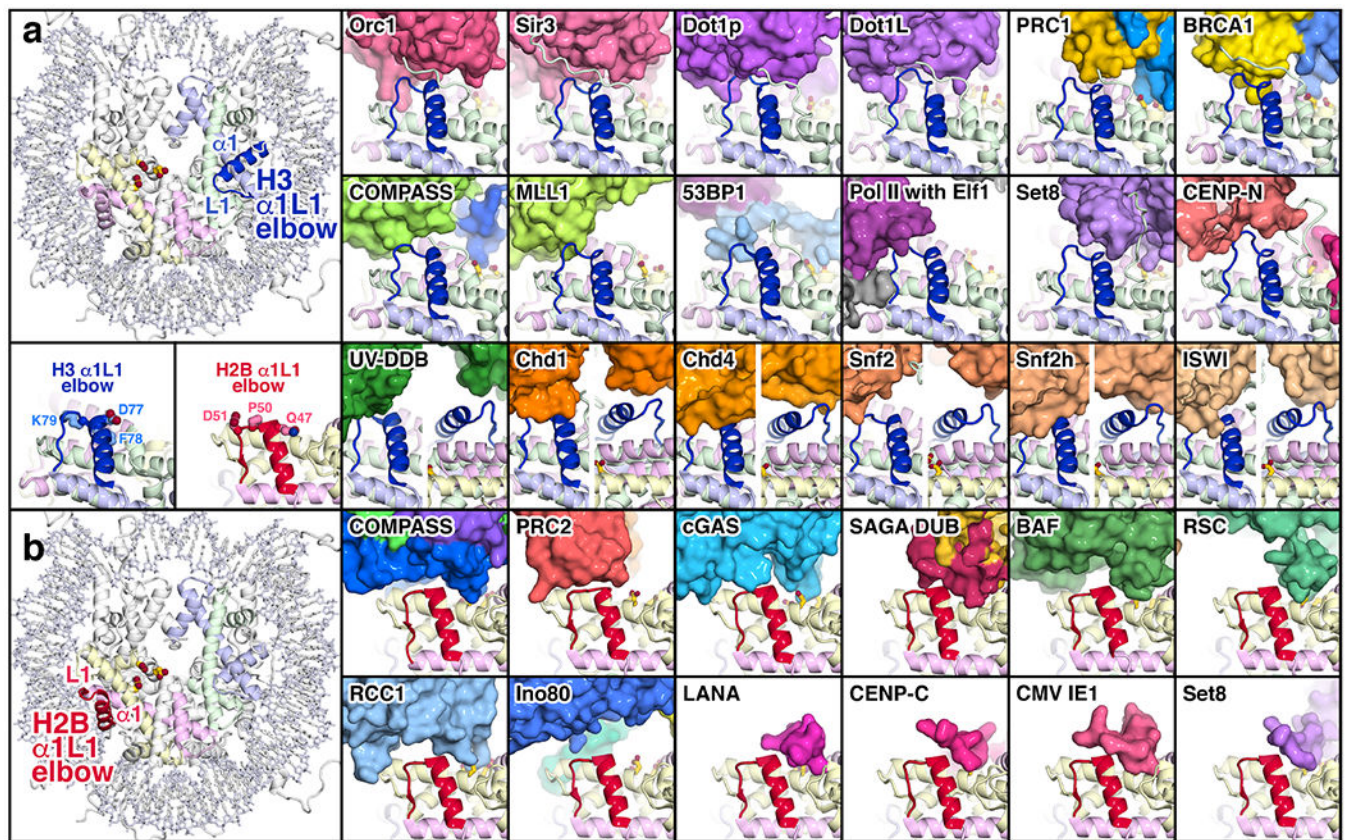 a
α1
H3
L1
α1L1
elbow
Orc1
Sir3
Dot1p
Dot1L
PRC1
BRCA1
COMPASS
MLL1
53BP1
Pol II with Elf1
Set8
CENP-N
H3 α1L1
elbow
K79
D77
F78
H2B α1L1
elbow
D51
P50
Q47
UV-DDB
Chd1
Chd4
Snf2
Snf2h
ISWI
b
L1
α1
H2B
α1L1
elbow
COMPASS
PRC2
cGAS
SAGA DUB
BAF
RSC
RCC1
Ino80
LANA
CENP-C
CMV IE1
Set8